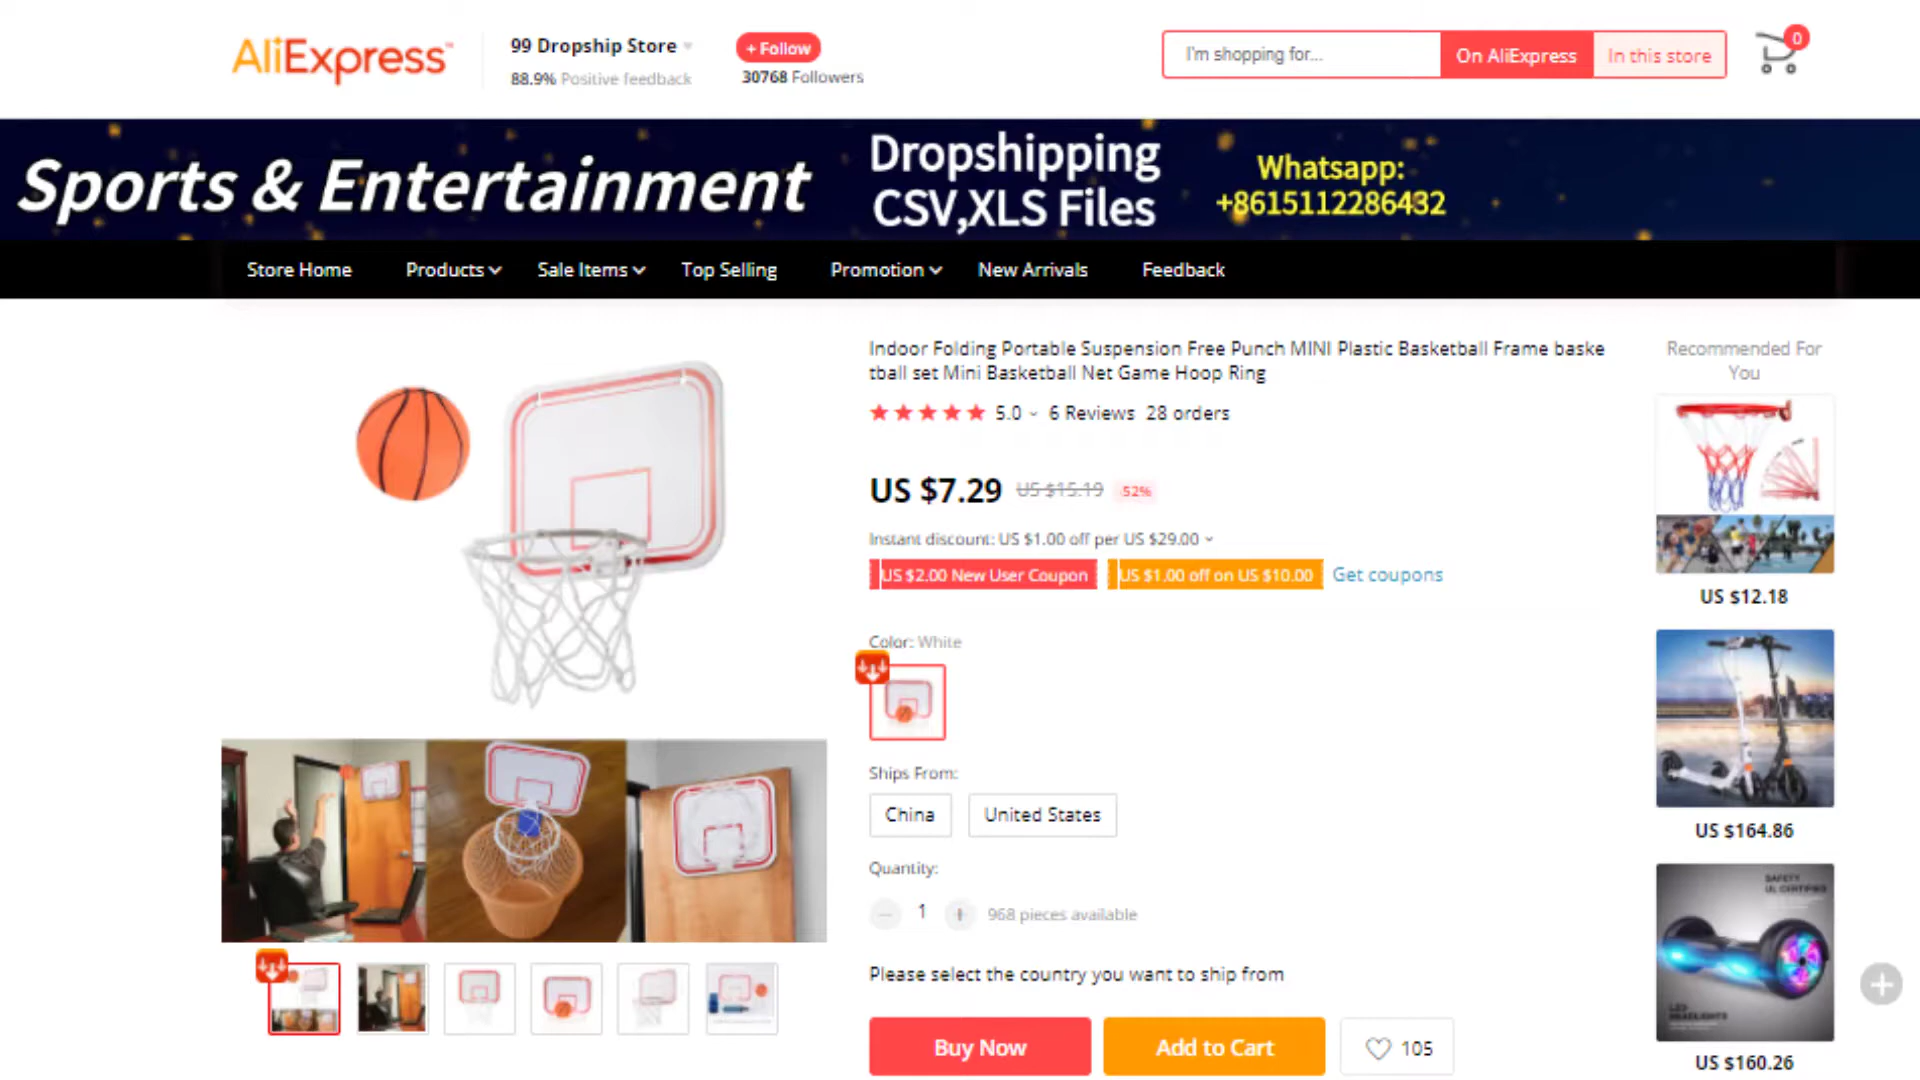 AliExpress™
99 Dropship Store
88.9% Positive feedback
+ Follow
30768 Followers
I'm shopping for...
On AliExpress
In this store
0
Sports & Entertainment
Dropshipping
CSV,XLS Files
Whatsapp:
+8615112286432
Store Home
Products
Sale Items
Top Selling
Promotion
New Arrivals
Feedback
Indoor Folding Portable Suspension Free Punch MINI Plastic Basketball Frame baske
tball set Mini Basketball Net Game Hoop Ring
5.0
6 Reviews
28 orders
US $7.29
US $15.19
-52%
Instant discount: US $1.00 off per US $29.00
US $2.00 New User Coupon
US $1.00 off on US $10.00
Get coupons
Color: White
Ships From:
China
United States
Quantity:
1
968 pieces available
Please select the country you want to ship from
Buy Now
Add to Cart
105
Recommended For
You
US $12.18
US $164.86
SAFETY
UL CERTIFIED
LED
HEADLIGHTS
US $160.26